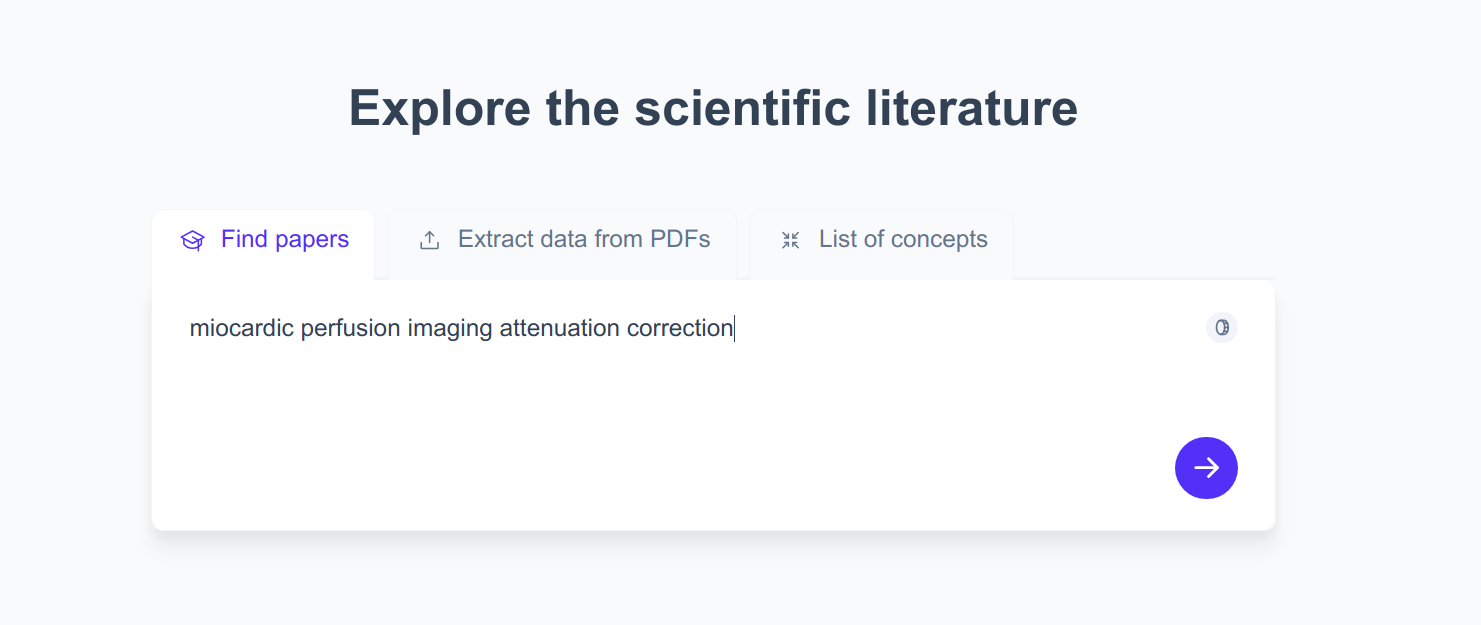 Explore the scientific literature
Find papers
Extract data from PDFs
List of concepts
miocardic perfusion imaging attenuation correction